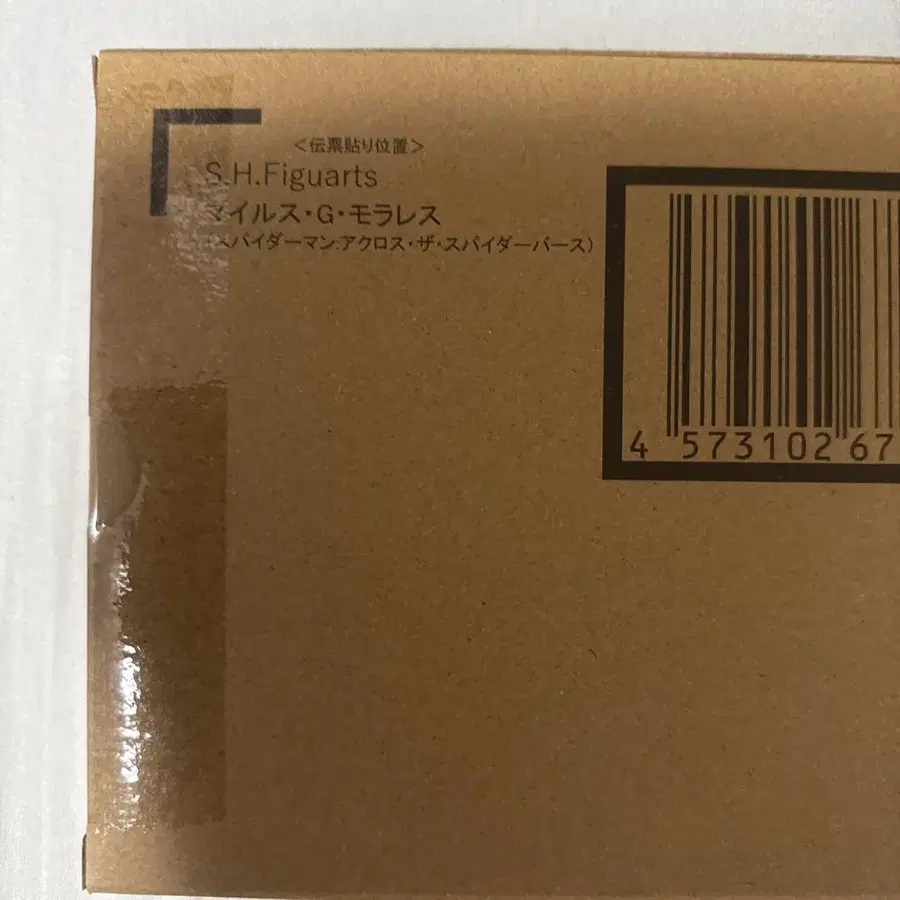 ＜伝票貼り位置＞
S.H.Figuarts
マイルス・G・モラレス
(スパイダーマン:アクロス・ザ・スパイダーバース)
4 573102 67